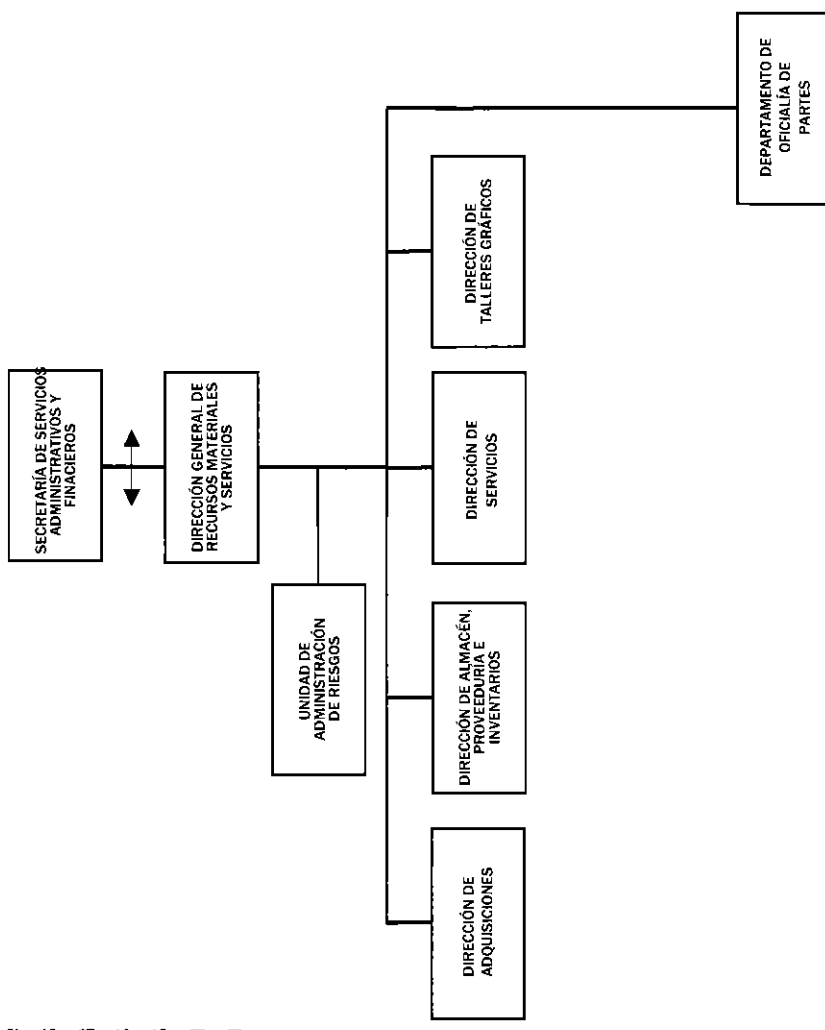 SECRETARÍA DE SERVICIOS
ADMINISTRATIVOS Y
FINACIEROS
DIRECCIÓN GENERAL DE
RECURSOS MATERIALES
Y SERVICIOS
UNIDAD DE
ADMINISTRACIÓN
DE RIESGOS
DIRECCIÓN DE
ADQUISICIONES
DIRECCIÓN DE ALMACÉN,
PROVEEDURÍA E
INVENTARIOS
DIRECCIÓN DE
SERVICIOS
DIRECCIÓN DE
TALLERES GRÁFICOS
DEPARTAMENTO DE
OFICIALÍA DE
PARTES